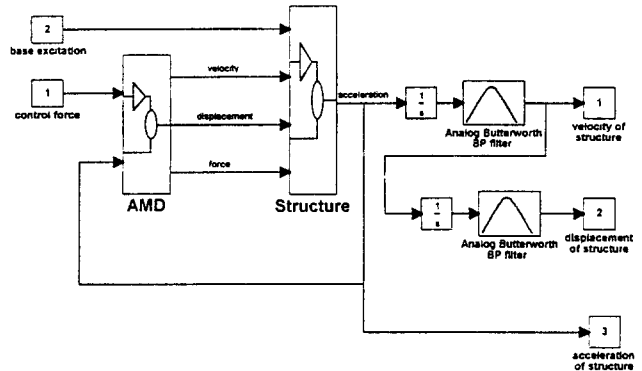 2
base excitation
1
control force
velocity
displacement
force
AMD
Structure
acceleration
1
s
Analog Butterworth
BP filter
1
velocity of
structure
1
s
Analog Butterworth
BP filter
2
displacement
of structure
3
acceleration
of structure